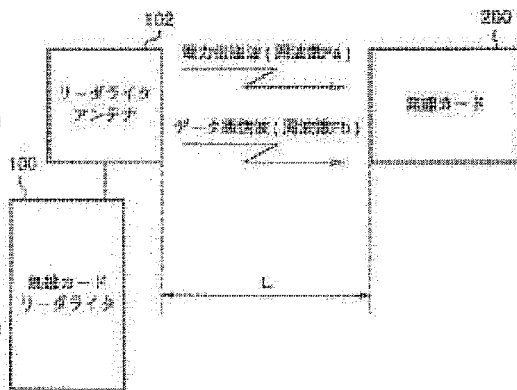 102
200
リーダライタ
アンテナ
電力伝送波(周波数fa)
無線カード
データ通信波(周波数fb)
100
L
無線カード
リーダライタ